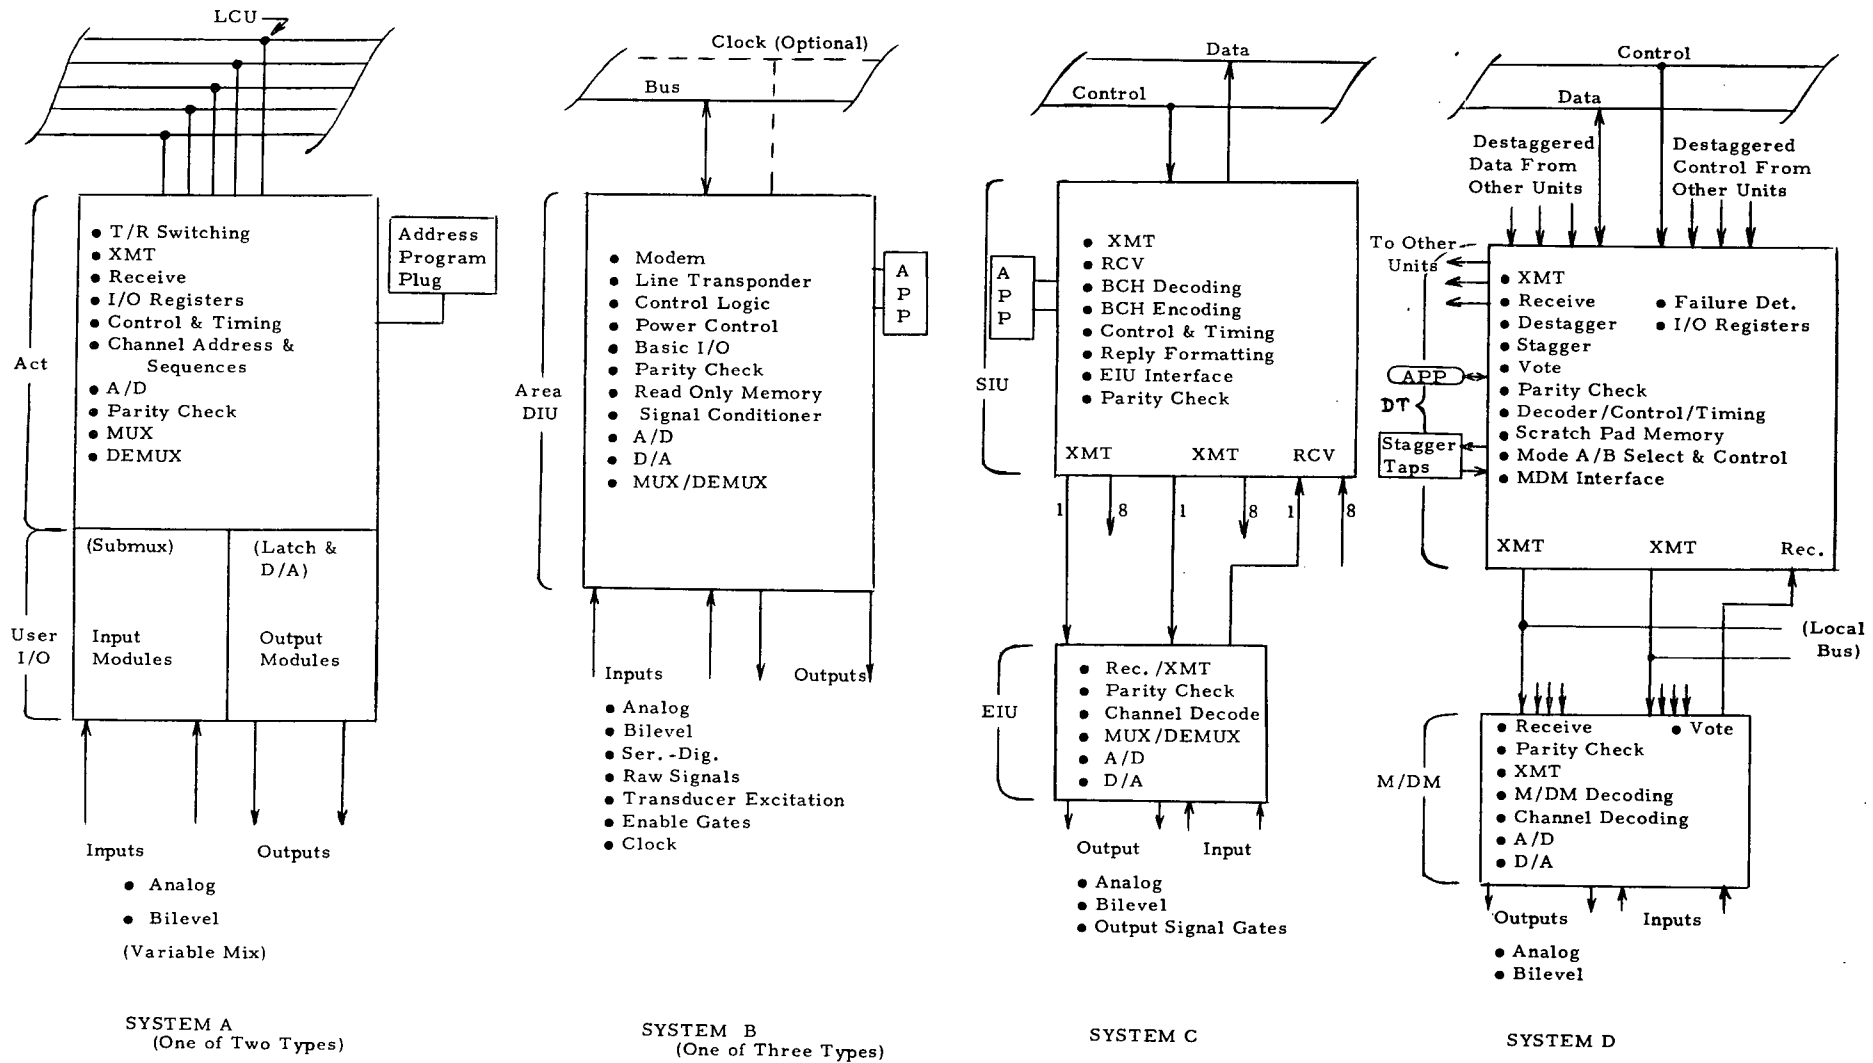 LCU
Act
● T/R Switching
● XMT
● Receive
● I/O Registers
● Control & Timing
● Channel Address &
Sequences
● A/D
● Parity Check
● MUX
● DEMUX
Address
Program
Plug
User
I/O
(Submux)
Input
Modules
(Latch &
D/A)
Output
Modules
Inputs
Outputs
● Analog
● Bilevel
(Variable Mix)
SYSTEM A
(One of Two Types)
Clock (Optional)
Bus
Area
DIU
● Modem
● Line Transponder
● Control Logic
● Power Control
● Basic I/O
● Parity Check
● Read Only Memory
● Signal Conditioner
● A/D
● D/A
● MUX/DEMUX
A
P
P
Inputs
Outputs
● Analog
● Bilevel
● Ser.-Dig.
● Raw Signals
● Transducer Excitation
● Enable Gates
● Clock
SYSTEM B
(One of Three Types)
Data
Control
SIU
A
P
P
● XMT
● RCV
● BCH Decoding
● BCH Encoding
● Control & Timing
● Reply Formatting
● EIU Interface
● Parity Check
XMT XMT RCV
1 8 1 8 1 8
EIU
● Rec./XMT
● Parity Check
● Channel Decode
● MUX/DEMUX
● A/D
● D/A
Output Input
● Analog
● Bilevel
● Output Signal Gates
SYSTEM C
Control
Data
Destaggered
Data From
Other Units
Destaggered
Control From
Other Units
To Other
Units
APP
DT
Stagger
Taps
● XMT
● Receive
● Destagger
● Stagger
● Vote
● Parity Check
● Decoder/Control/Timing
● Scratch Pad Memory
● Mode A/B Select & Control
● MDM Interface
● Failure Det.
● I/O Registers
XMT XMT Rec.
(Local
Bus)
M/DM
● Receive
● Vote
● Parity Check
● XMT
● M/DM Decoding
● Channel Decoding
● A/D
● D/A
Outputs Inputs
● Analog
● Bilevel
SYSTEM D